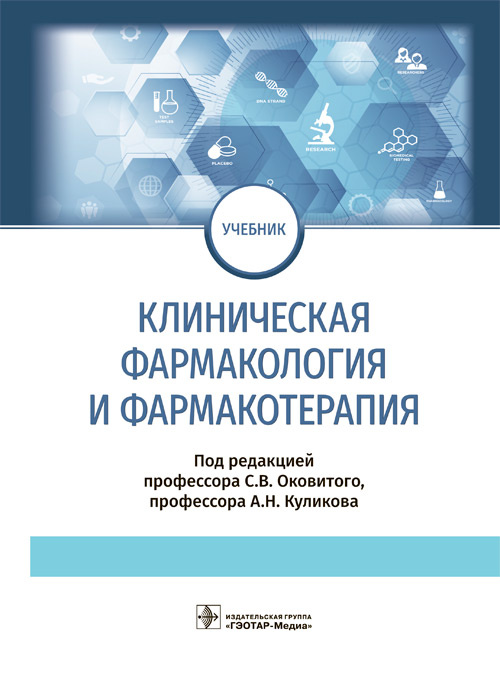 RESEARCHERS
DNA STRAND
TEST
SAMPLES
RESEARCH
PLACEBO
BIOMEDICAL
TESTING
PHARMACOLOGY
УЧЕБНИК
КЛИНИЧЕСКАЯ
ФАРМАКОЛОГИЯ
И ФАРМАКОТЕРАПИЯ
Под редакцией
профессора С.В. Оковитого,
профессора А.Н. Куликова
ИЗДАТЕЛЬСКАЯ ГРУППА
«ГЭОТАР-Медиа»